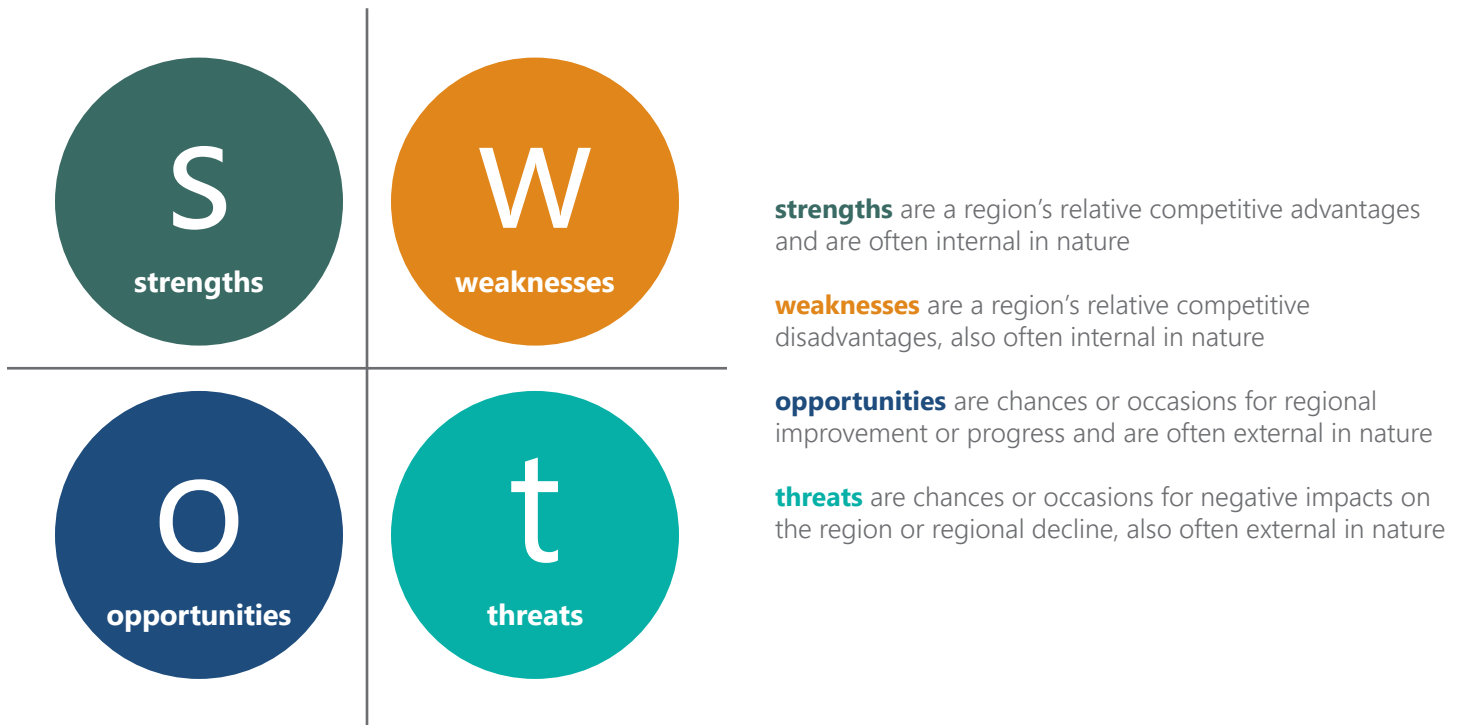 s
strengths
w
weaknesses
o
opportunities
t
threats
strengths are a region’s relative competitive advantages
and are often internal in nature
weaknesses are a region’s relative competitive
disadvantages, also often internal in nature
opportunities are chances or occasions for regional
improvement or progress and are often external in nature
threats are chances or occasions for negative impacts on
the region or regional decline, also often external in nature